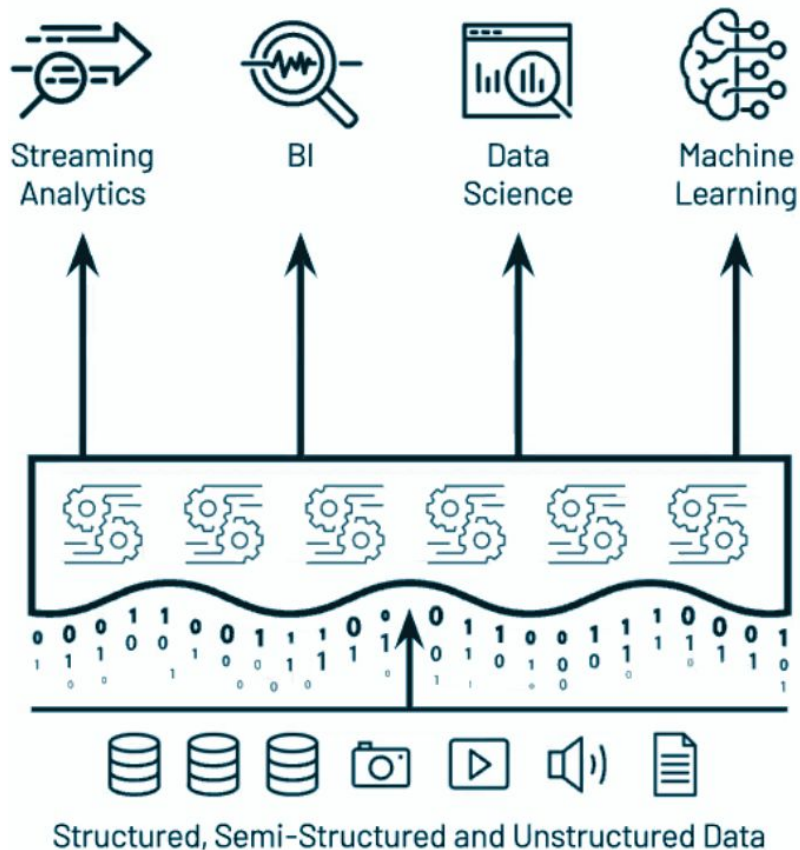 Streaming
Analytics
BI
Data
Science
Machine
Learning
Structured, Semi-Structured and Unstructured Data